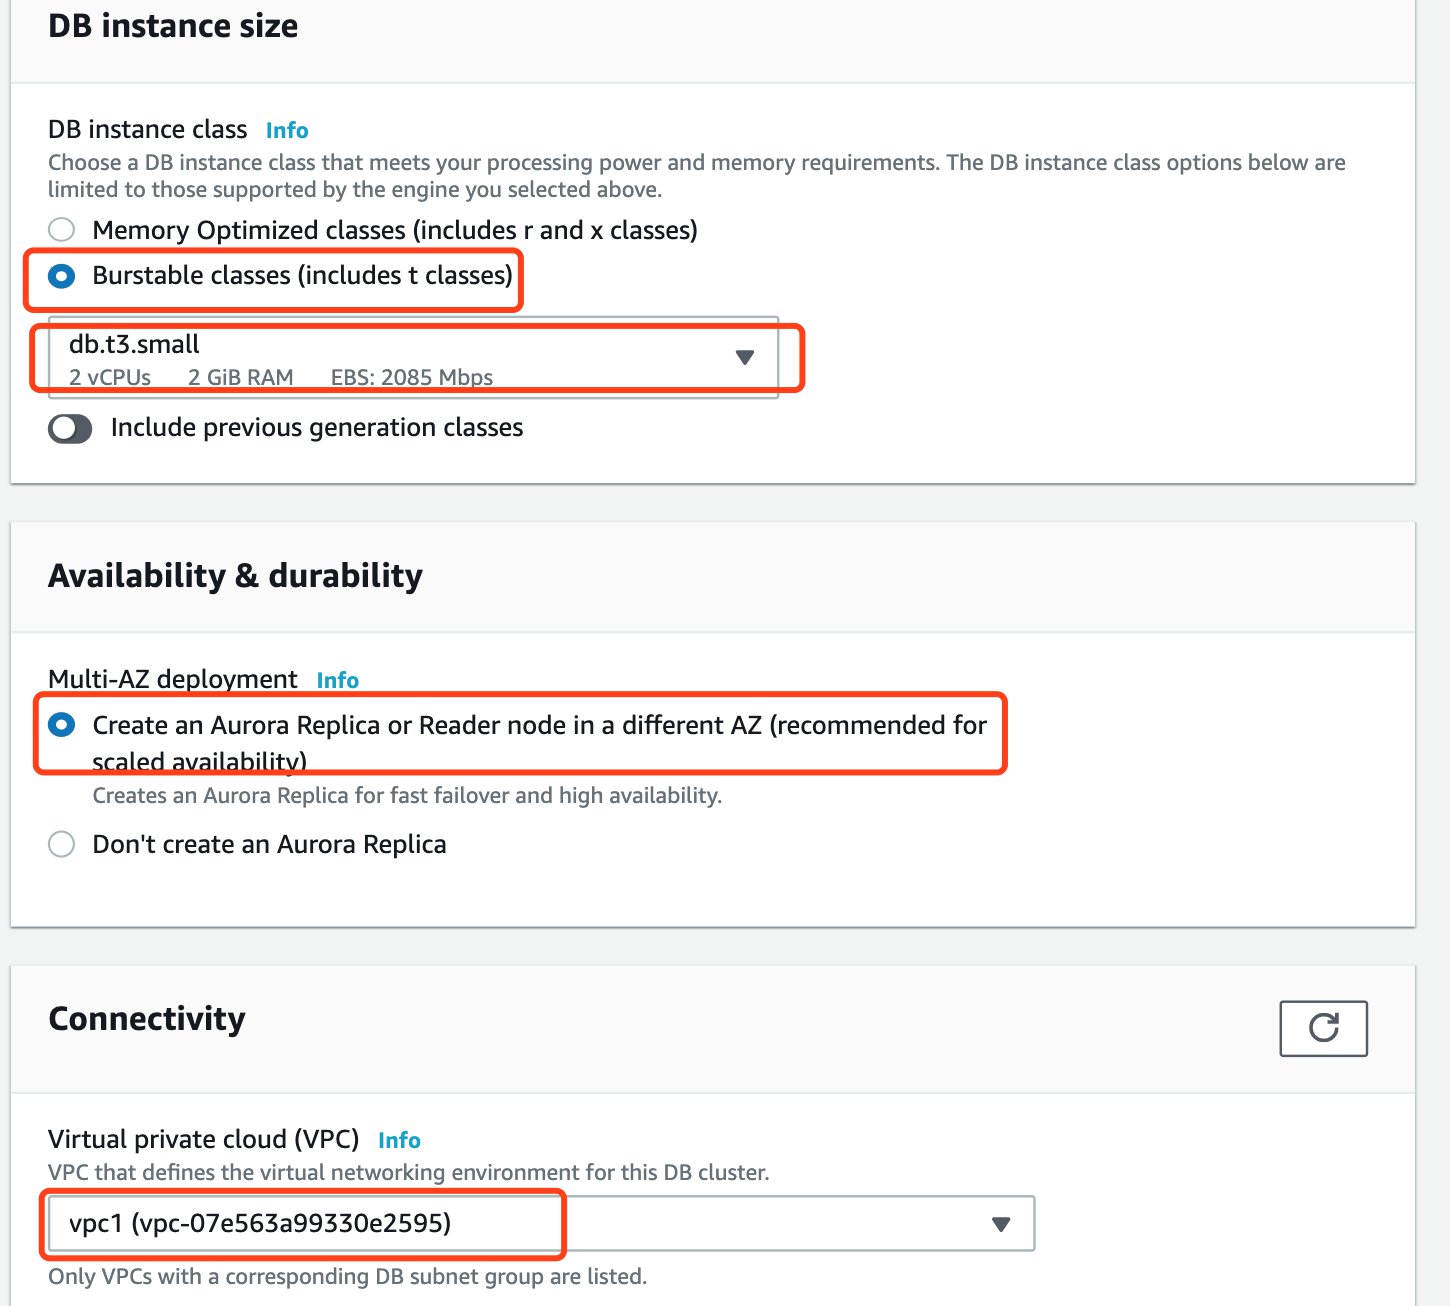 DB instance size
DB instance class Info
Choose a DB instance class that meets your processing power and memory requirements. The DB instance class options below are
limited to those supported by the engine you selected above.
Memory Optimized classes (includes r and x classes)
Burstable classes (includes t classes)
db.t3.small
2 vCPUs 2 GiB RAM EBS: 2085 Mbps
Include previous generation classes
Availability & durability
Multi-AZ deployment Info
Create an Aurora Replica or Reader node in a different AZ (recommended for
scaled availability)
Creates an Aurora Replica for fast failover and high availability.
Don't create an Aurora Replica
Connectivity
Virtual private cloud (VPC) Info
VPC that defines the virtual networking environment for this DB cluster.
vpc1 (vpc-07e563a99330e2595)
Only VPCs with a corresponding DB subnet group are listed.